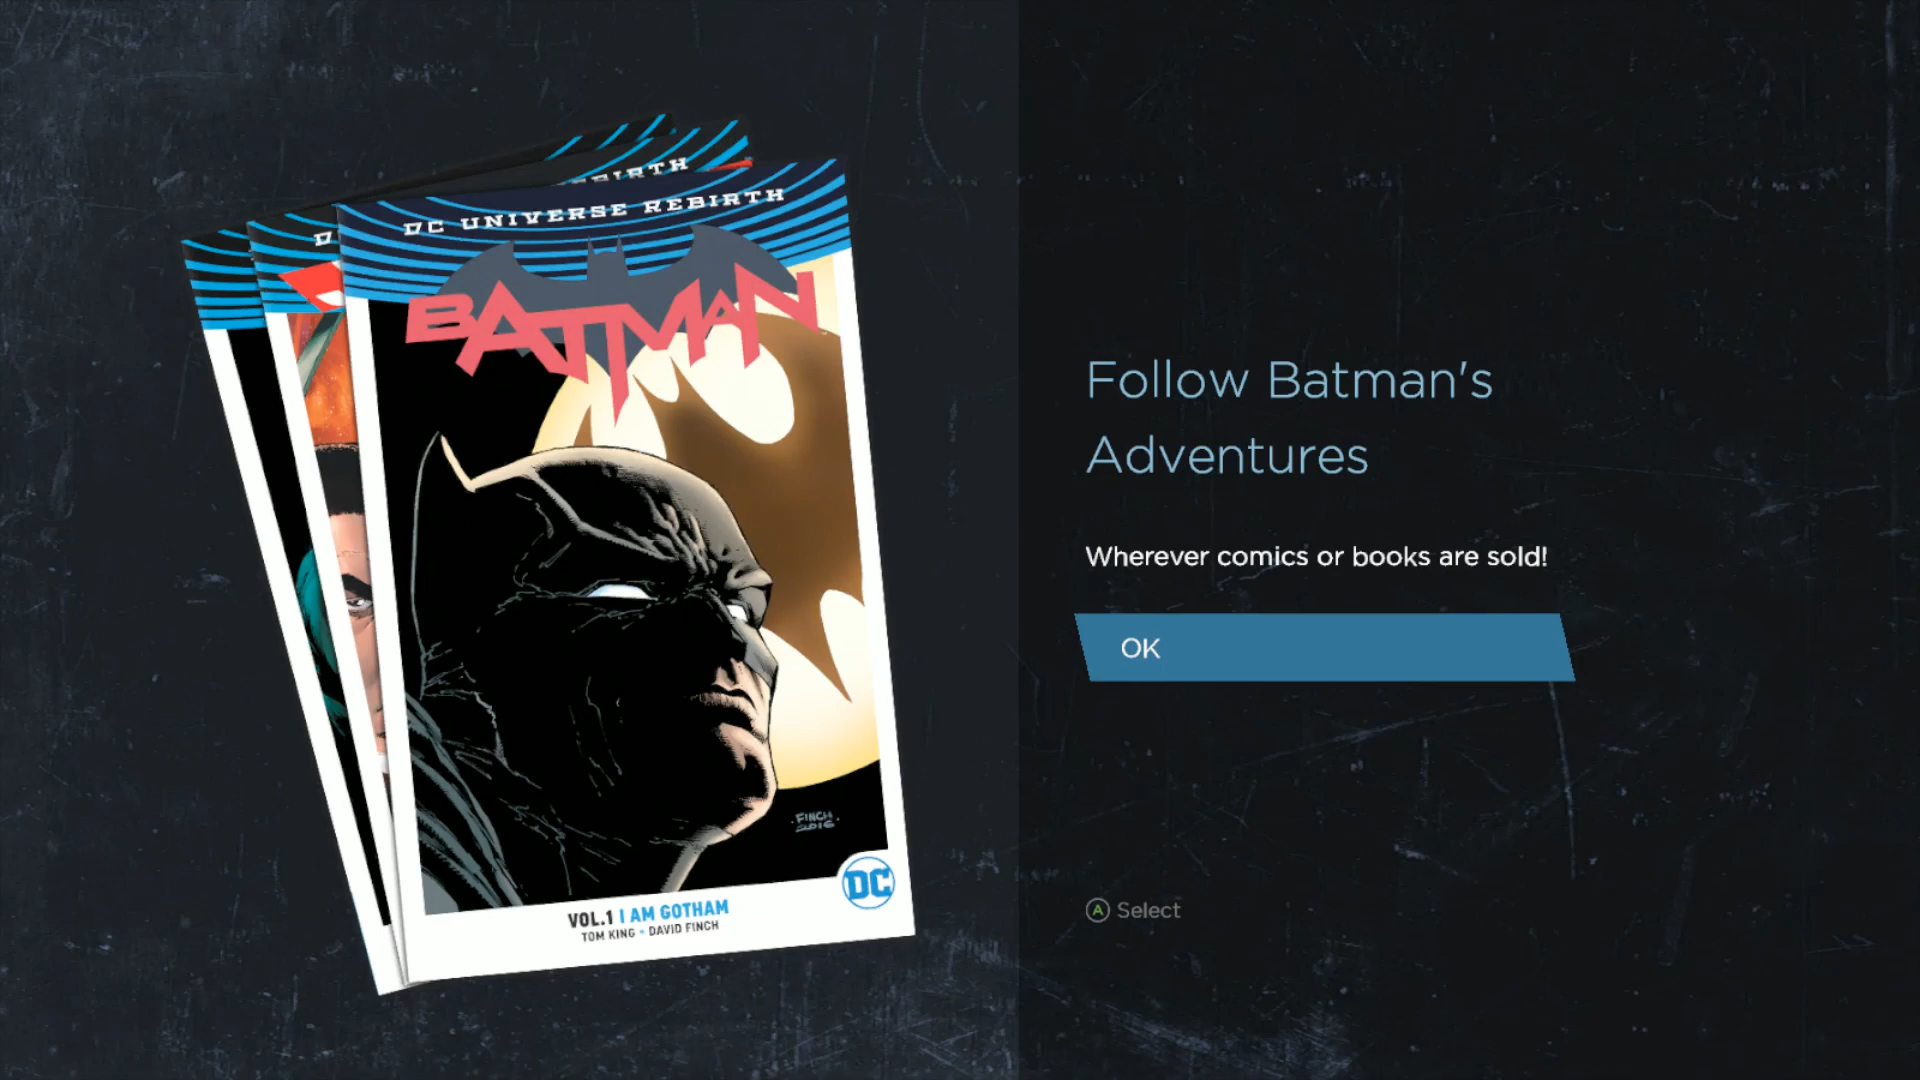 DC UNIVERSE REBIRTH
BATMAN
FINCH
2016
DC
VOL.1 I AM GOTHAM
TOM KING • DAVID FINCH
Follow Batman's
Adventures
Wherever comics or books are sold!
OK
A Select